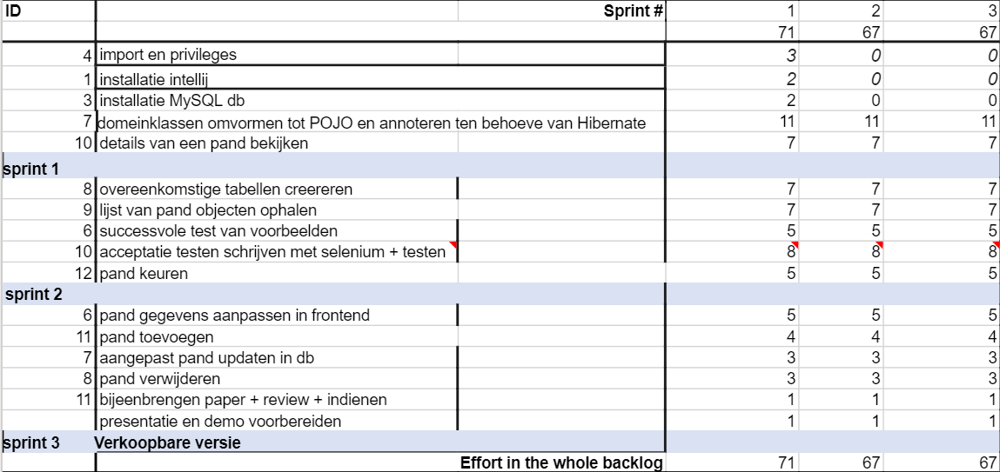 ID Sprint # 1 2 3
71 67 67
4 import en privileges 3 0 0
1 installatie intellij 2 0 0
3 installatie MySQL db 2 0 0
7 domeinklassen omvormen tot POJO en annoteren ten behoeve van Hibernate 11 11 11
10 details van een pand bekijken 7 7 7
sprint 1
8 overeenkomstige tabellen creereren 7 7 7
9 lijst van pand objecten ophalen 7 7 7
6 successvole test van voorbeelden 5 5 5
10 acceptatie testen schrijven met selenium + testen 8 8 8
12 pand keuren 5 5 5
sprint 2
6 pand gegevens aanpassen in frontend 5 5 5
11 pand toevoegen 4 4 4
7 aangepast pand updaten in db 3 3 3
8 pand verwijderen 3 3 3
11 bijeenbrengen paper + review + indienen 1 1 1
presentatie en demo voorbereiden 1 1 1
sprint 3 Verkoopbare versie
Effort in the whole backlog 71 67 67